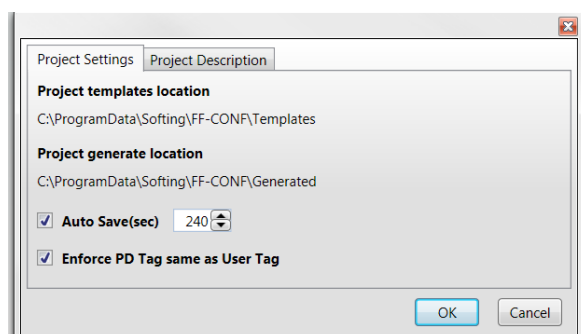 Project Settings Project Description
Project templates location
C:\ProgramData\Softing\FF-CONF\Templates
Project generate location
C:\ProgramData\Softing\FF-CONF\Generated
Auto Save(sec) 240
Enforce PD Tag same as User Tag
OK Cancel